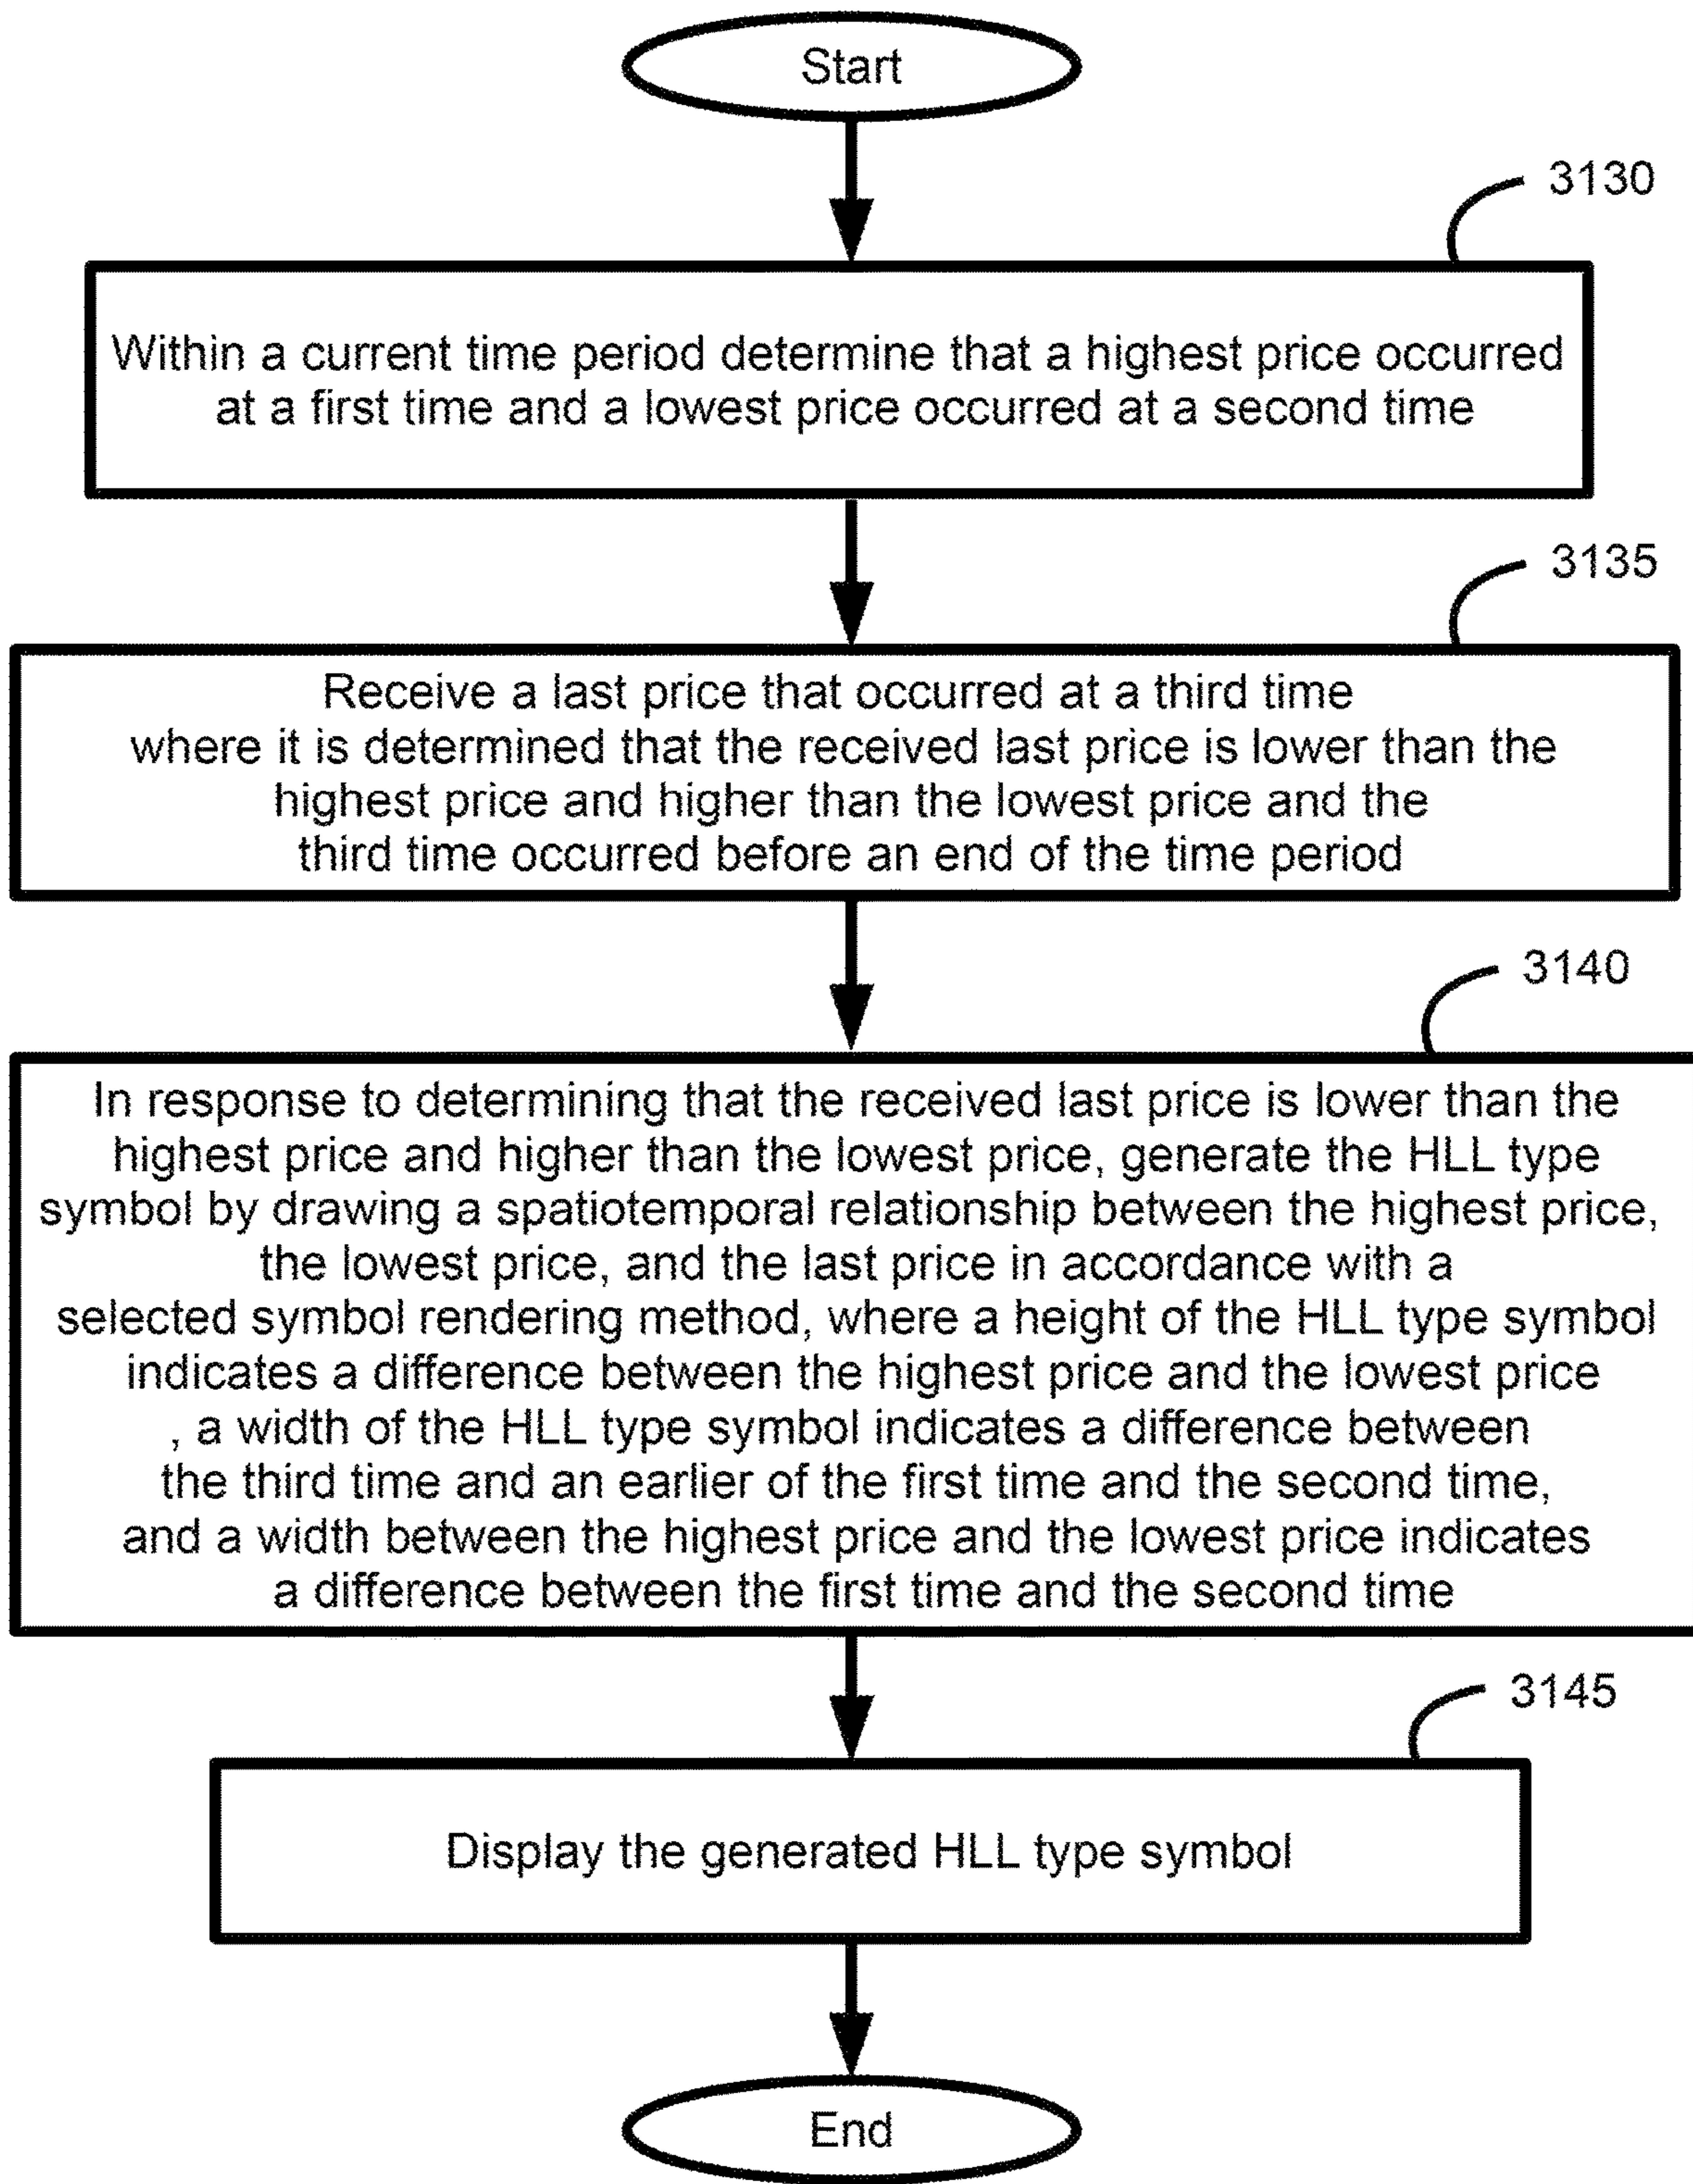 Start
3130
Within a current time period determine that a highest price occurred
at a first time and a lowest price occurred at a second time
3135
Receive a last price that occurred at a third time
where it is determined that the received last price is lower than the
highest price and higher than the lowest price and the
third time occurred before an end of the time period
3140
In response to determining that the received last price is lower than the
highest price and higher than the lowest price, generate the HLL type
symbol by drawing a spatiotemporal relationship between the highest price,
the lowest price, and the last price in accordance with a
selected symbol rendering method, where a height of the HLL type symbol
indicates a difference between the highest price and the lowest price
, a width of the HLL type symbol indicates a difference between
the third time and an earlier of the first time and the second time,
and a width between the highest price and the lowest price indicates
a difference between the first time and the second time
3145
Display the generated HLL type symbol
End